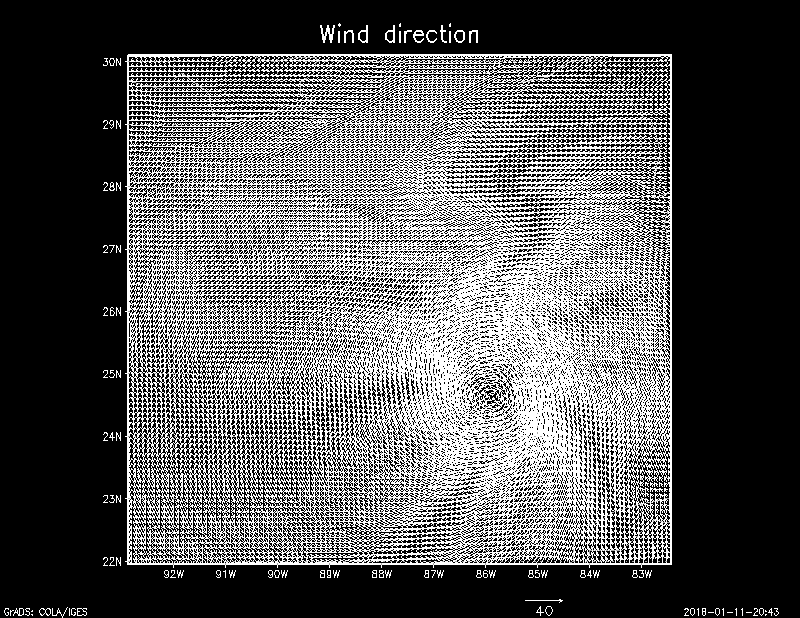 Wind direction
30N
29N
28N
27N
26N
25N
24N
23N
22N
92W 91W 90W 89W 88W 87W 86W 85W 84W 83W
40
GrADS: COLA/IGES 2018-01-11-20:43